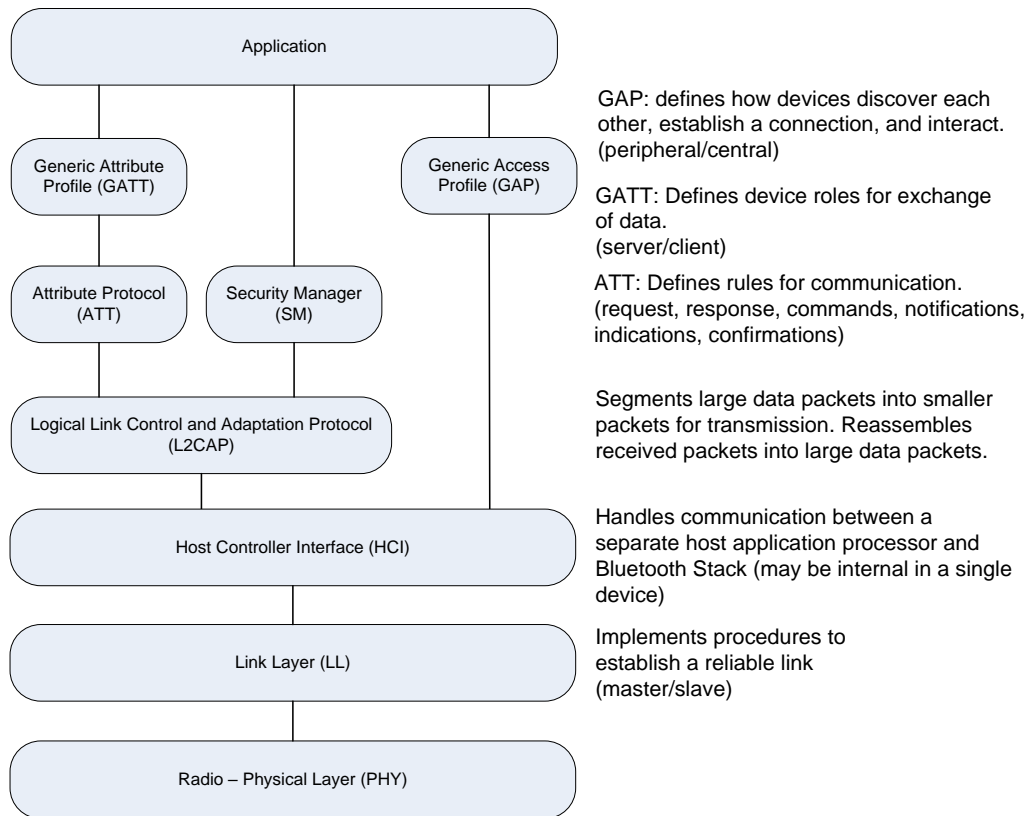 Application
GAP: defines how devices discover each
other, establish a connection, and interact.
(peripheral/central)
Generic Attribute
Profile (GATT)
Generic Access
Profile (GAP)
GATT: Defines device roles for exchange
of data.
(server/client)
Attribute Protocol
(ATT)
Security Manager
(SM)
ATT: Defines rules for communication.
(request, response, commands, notifications,
indications, confirmations)
Logical Link Control and Adaptation Protocol
(L2CAP)
Segments large data packets into smaller
packets for transmission. Reassembles
received packets into large data packets.
Host Controller Interface (HCI)
Handles communication between a
separate host application processor and
Bluetooth Stack (may be internal in a single
device)
Link Layer (LL)
Implements procedures to
establish a reliable link
(master/slave)
Radio – Physical Layer (PHY)